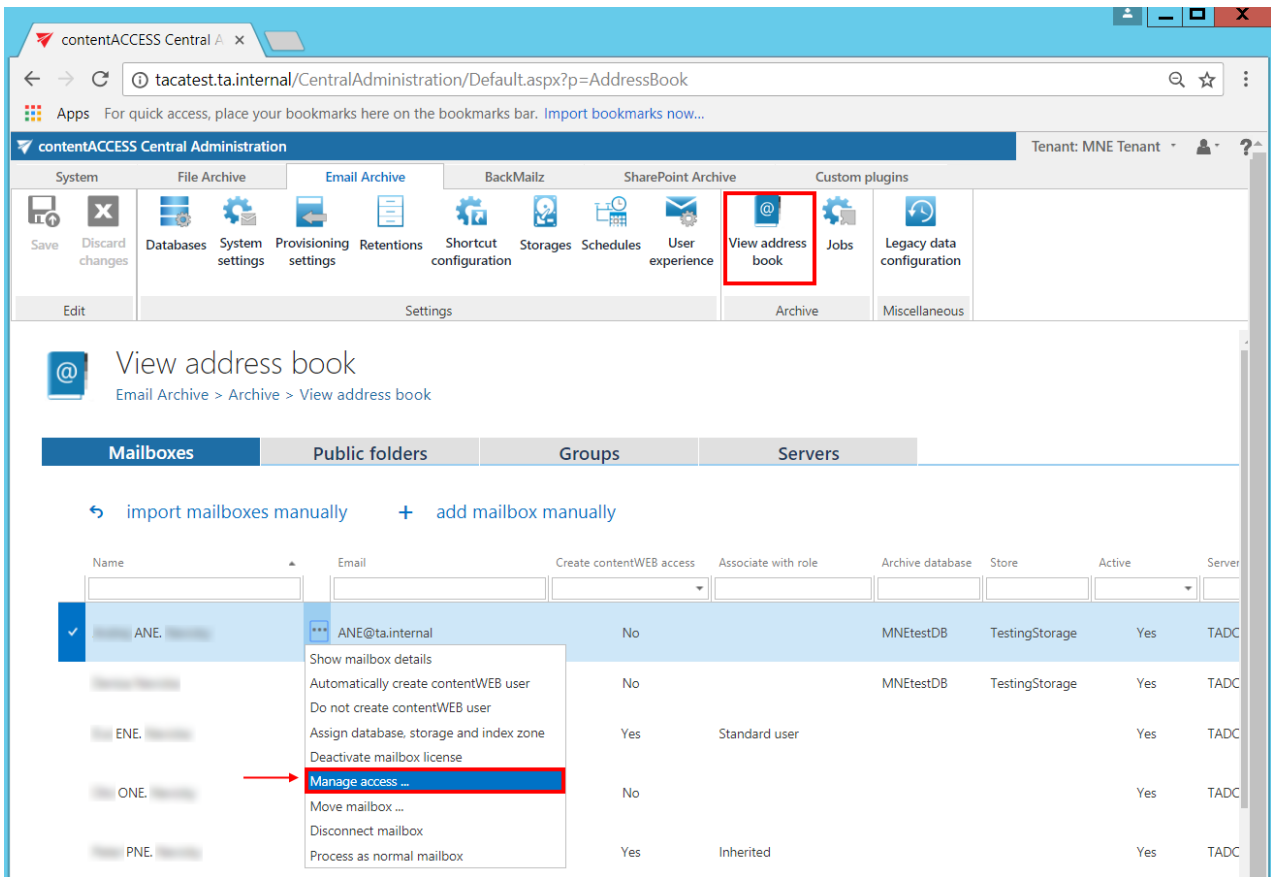 X
contentACCESS Central A ×
tacatest.ta.internal/CentralAdministration/Default.aspx?p=AddressBook
Apps For quick access, place your bookmarks here on the bookmarks bar. Import bookmarks now...
contentACCESS Central Administration Tenant: MNE Tenant ?
System File Archive Email Archive BackMailz SharePoint Archive Custom plugins
Save Discard Databases System Provisioning Retentions Shortcut Storages Schedules User View address Jobs Legacy data
changes settings settings configuration experience book configuration
Edit Settings Archive Miscellaneous
@ View address book
Email Archive > Archive > View address book
Mailboxes Public folders Groups Servers
import mailboxes manually + add mailbox manually
Name Email Create contentWEB access Associate with role Archive database Store Active Server
ANE. ... ANE@ta.internal No MNEtestDB TestingStorage Yes TADC
Show mailbox details
Automatically create contentWEB user No MNEtestDB TestingStorage Yes TADC
Do not create contentWEB user
ENE. Assign database, storage and index zone Yes Standard user Yes TADC
Deactivate mailbox license
Manage access ...
ONE. Move mailbox ... No Yes TADC
Disconnect mailbox
PNE. Process as normal mailbox Yes Inherited Yes TADC